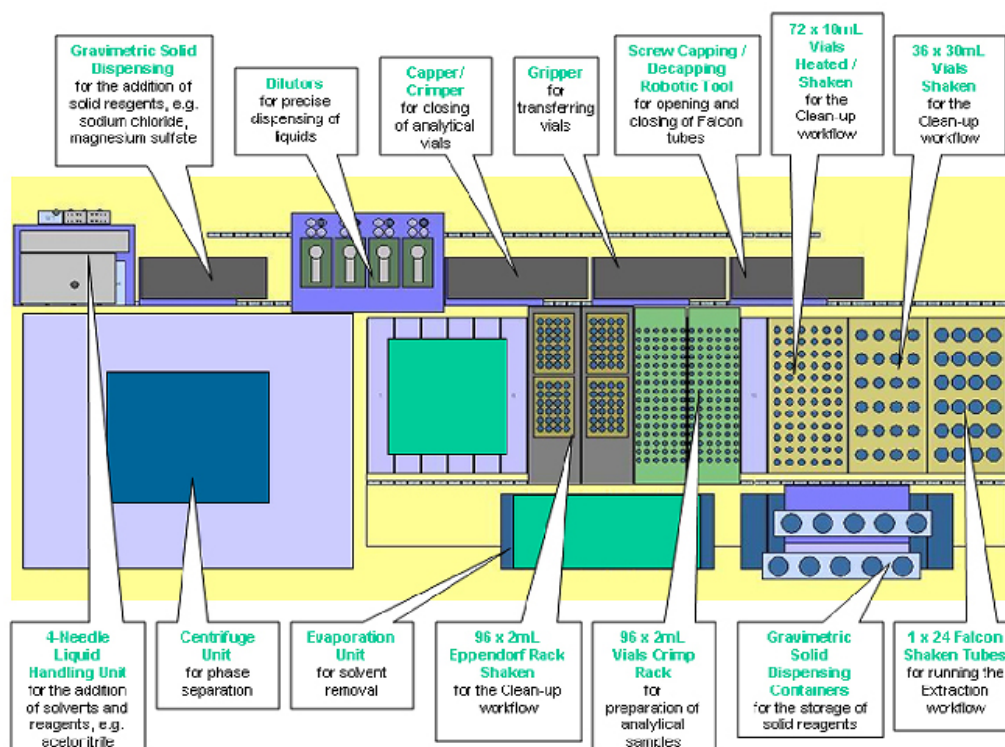 Gravimetric Solid
Dispensing
for the addition of
solid reagents, e.g.
sodium chloride,
magnesium sulfate
Dilutors
for precise
dispensing of
liquids
Capper/
Crimper
for closing
of analytical
vials
Gripper
for
transferring
vials
Screw Capping /
Decapping
Robotic Tool
for opening and
closing of Falcon
tubes
72 x 10mL
Vials
Heated /
Shaken
for the
Clean-up
workflow
36 x 30mL
Vials
Shaken
for the
Clean-up
workflow
4-Needle
Liquid
Handling Unit
for the addition
of solvents and
reagents, e.g.
acetonitrile
Centrifuge
Unit
for phase
separation
Evaporation
Unit
for solvent
removal
96 x 2mL
Eppendorf Rack
Shaken
for the Clean-up
workflow
96 x 2mL
Vials Crimp
Rack
for
preparation of
analytical
samples
Gravimetric
Solid
Dispensing
Containers
for the storage of
solid reagents
1 x 24 Falcon
Shaken Tubes
for running the
Extraction
workflow